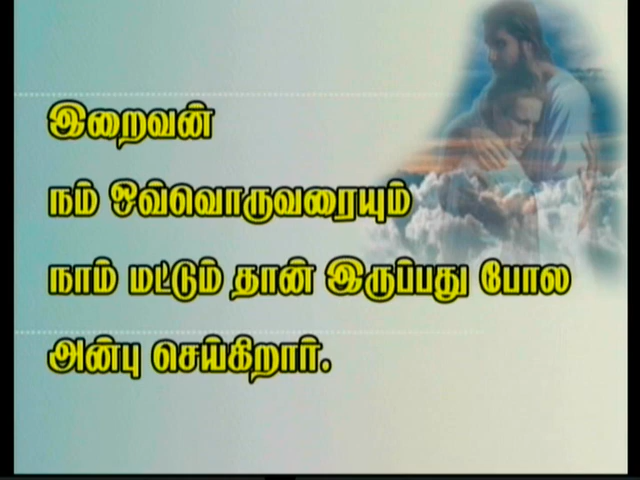 இறைவன்
நம் ஒவ்வொருவரையும்
நாம் மட்டும் தான் இருப்பது போல
அன்பு செய்கிறார்.